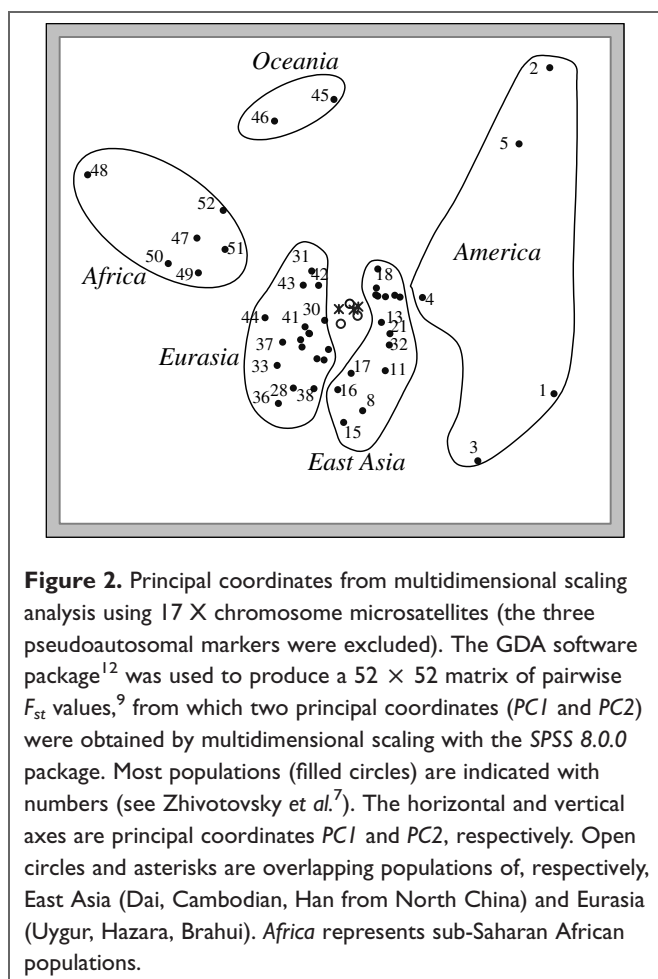 Oceania
45
46
2
5
48
52
47
51
50
49
Africa
America
31
43
42
18
4
44
41
30
13
21
37
32
33
17
11
Eurasia
28
38
16
8
36
15
1
3
East Asia
Figure 2. Principal coordinates from multidimensional scaling
analysis using 17 X chromosome microsatellites (the three
pseudoautosomal markers were excluded). The GDA software
package12 was used to produce a 52 × 52 matrix of pairwise
Fst values,9 from which two principal coordinates (PC1 and PC2)
were obtained by multidimensional scaling with the SPSS 8.0.0
package. Most populations (filled circles) are indicated with
numbers (see Zhivotovsky et al.7). The horizontal and vertical
axes are principal coordinates PC1 and PC2, respectively. Open
circles and asterisks are overlapping populations of, respectively,
East Asia (Dai, Cambodian, Han from North China) and Eurasia
(Uygur, Hazara, Brahui). Africa represents sub-Saharan African
populations.